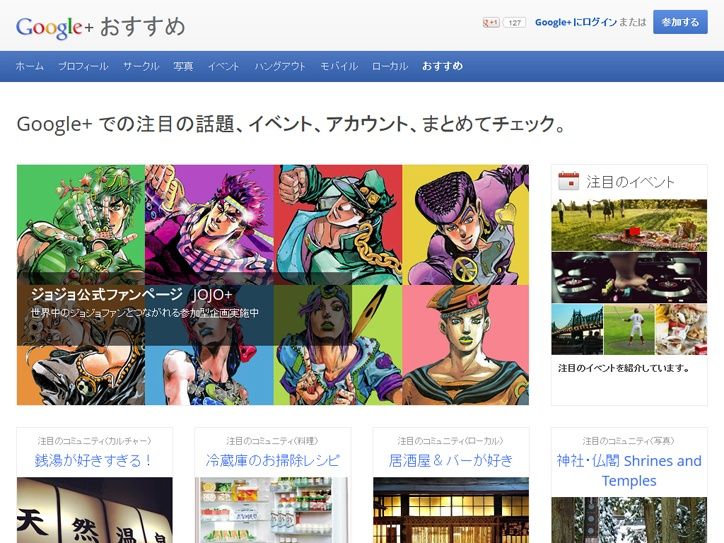 Google+ おすすめ
+1 127 Google+ にログイン または 参加する
ホーム プロフィール サークル 写真 イベント ハングアウト モバイル ローカル おすすめ
Google+ での注目の話題、イベント、アカウント、まとめてチェック。
ジョジョ公式ファンページ JOJO+
世界中のジョジョファンとつながれる参加型企画実施中
注目のイベント
注目のイベントを紹介しています。
注目のコミュニティ(カルチャー)
銭湯が好きすぎる!
注目のコミュニティ(料理)
冷蔵庫のお掃除レシピ
注目のコミュニティ(ローカル)
居酒屋&バーが好き
注目のコミュニティ(写真)
神社・仏閣 Shrines and
Temples
天然温泉